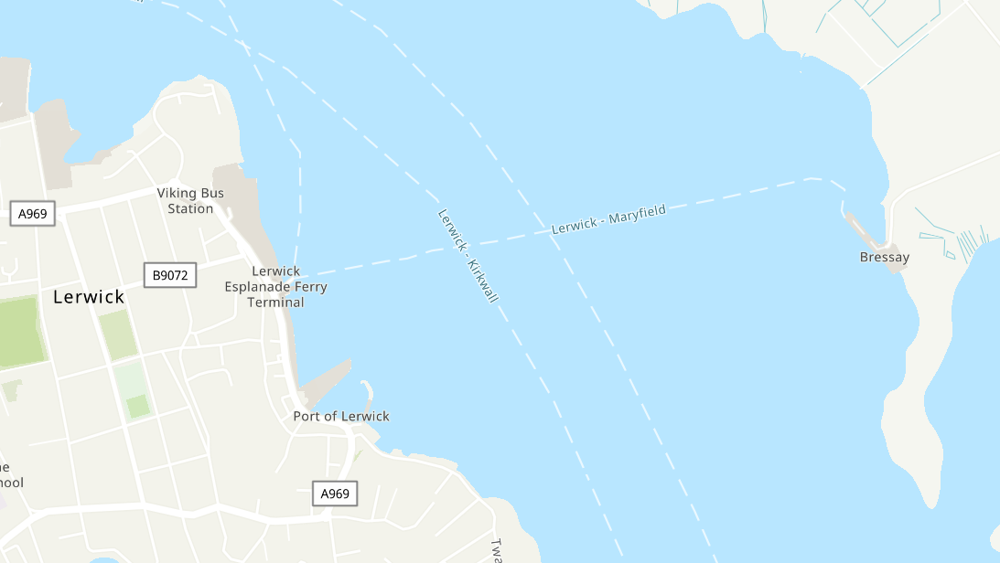 Viking Bus
Station
A969
Lerwick - Maryfield
Lerwick - Kirkwall
Bressay
B9072
Lerwick
Esplanade Ferry
Terminal
Lerwick
Port of Lerwick
A969